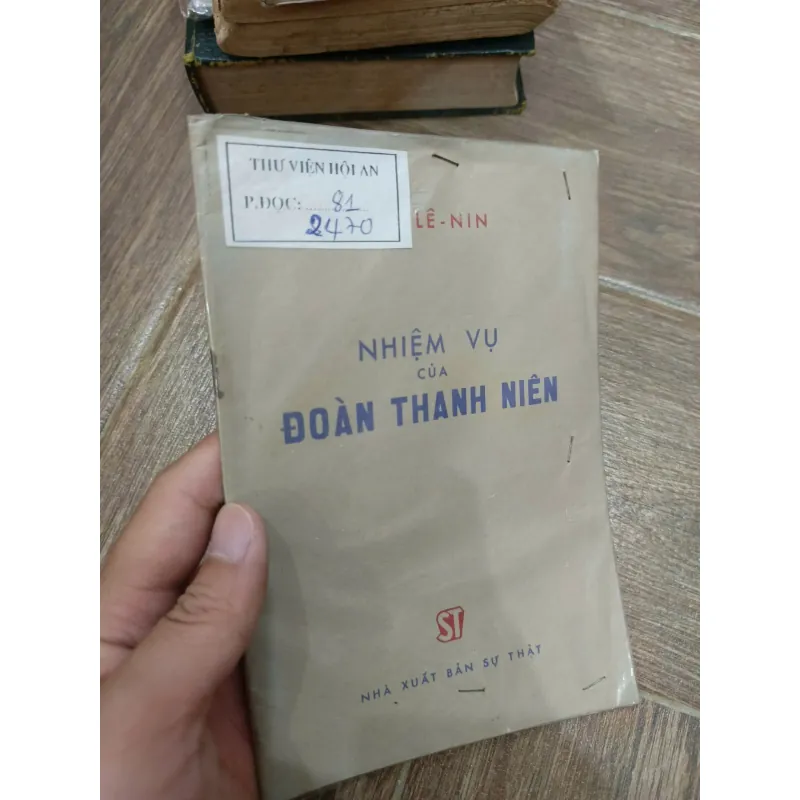 THƯ VIỆN HỘI AN
P.ĐỌC: 81
2470
LÊ-NIN
NHIỆM VỤ
CỦA
ĐOÀN THANH NIÊN
ST
NHÀ XUẤT BẢN SỰ THẬT